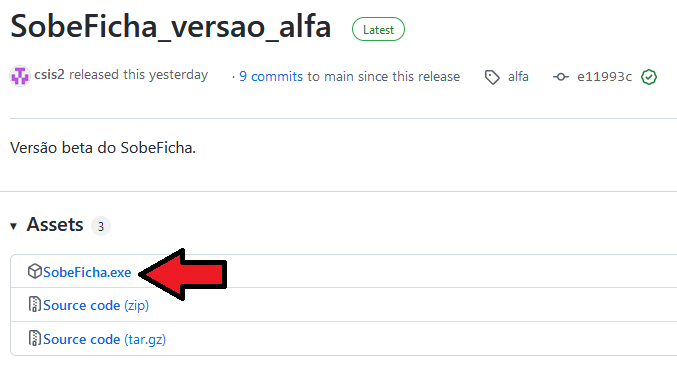 SobeFicha_versao_alfa Latest
csis2 released this yesterday · 9 commits to main since this release alfa e11993c
Versão beta do SobeFicha.
Assets 3
SobeFicha.exe
Source code (zip)
Source code (tar.gz)